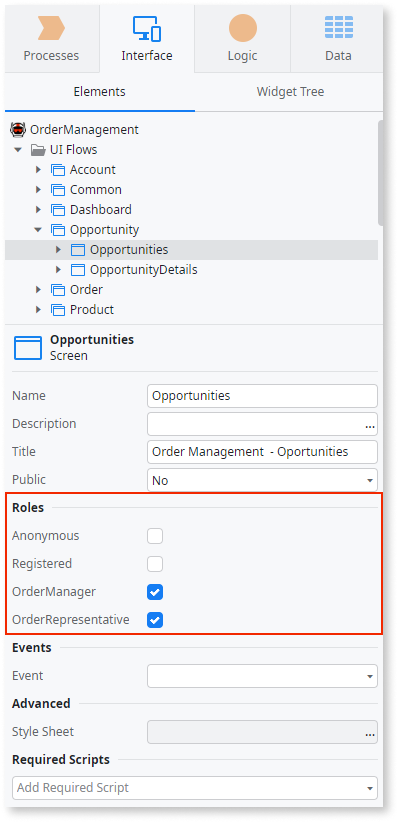 Processes Interface Logic Data
Elements Widget Tree
OrderManagement
UI Flows
Account
Common
Dashboard
Opportunity
Opportunities
OpportunityDetails
Order
Product
Opportunities
Screen
Name Opportunities
Description ...
Title Order Management - Oportunities
Public No
Roles
Anonymous
Registered
OrderManager
OrderRepresentative
Events
Event
Advanced
Style Sheet ...
Required Scripts
Add Required Script